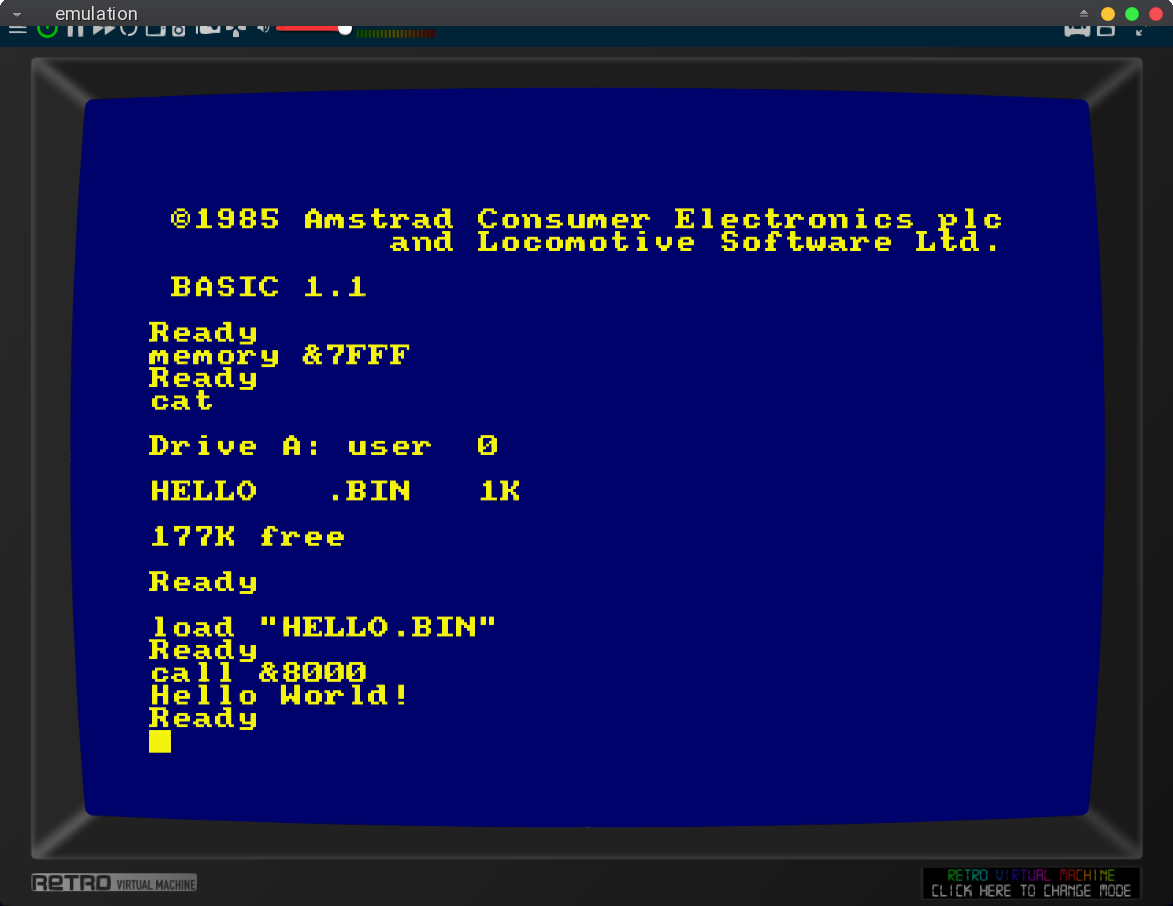 emulation
©1985 Amstrad Consumer Electronics plc
and Locomotive Software Ltd.
BASIC 1.1
Ready
memory &7FFF
Ready
cat
Drive A: user 0
HELLO .BIN 1K
177K free
Ready
load "HELLO.BIN"
Ready
call &8000
Hello World!
Ready
RETRO VIRTUAL MACHINE
RETRO VIRTUAL MACHINE
CLICK HERE TO CHANGE MODE